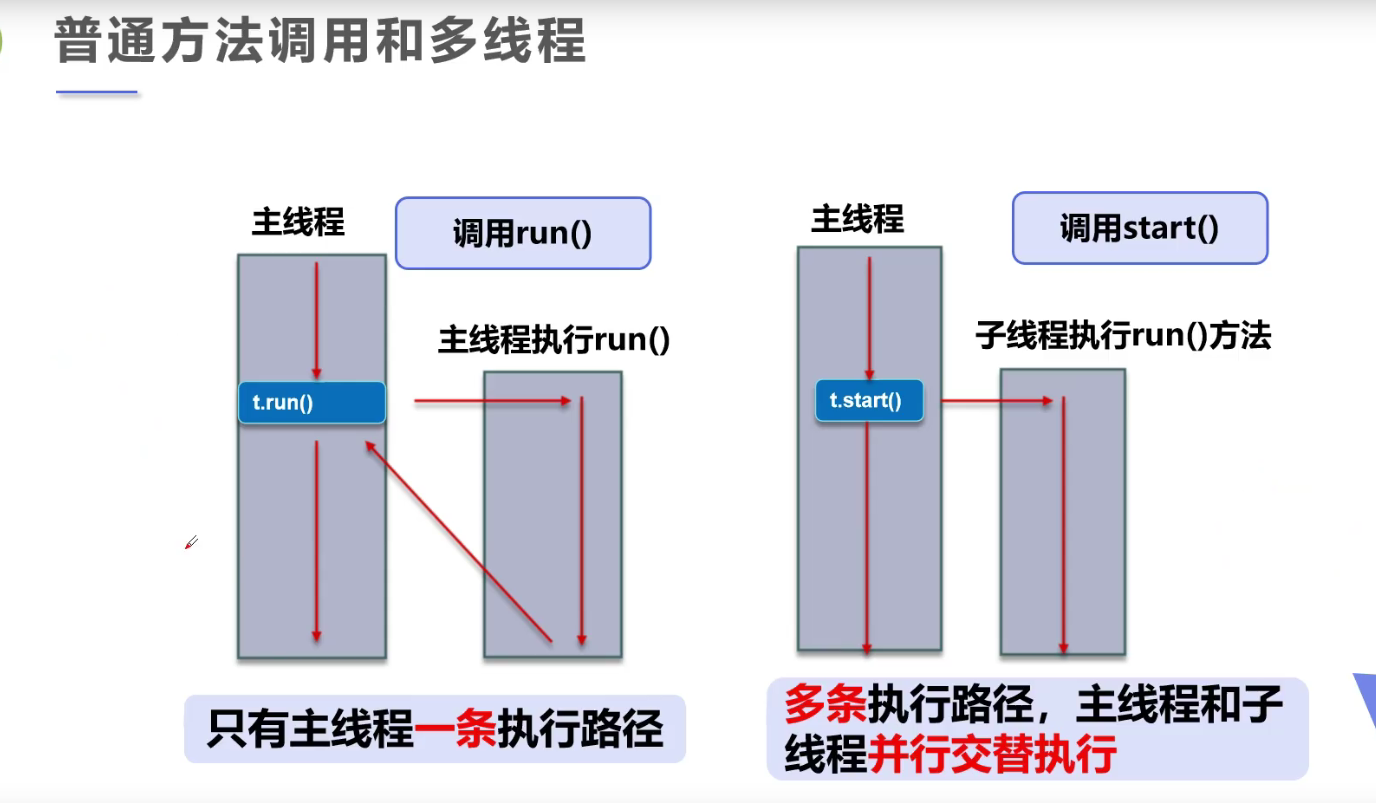 普通方法调用和多线程
主线程
调用run()
主线程执行run()
t.run()
只有主线程一条执行路径
主线程
调用start()
子线程执行run()方法
t.start()
多条执行路径，主线程和子
线程并行交替执行